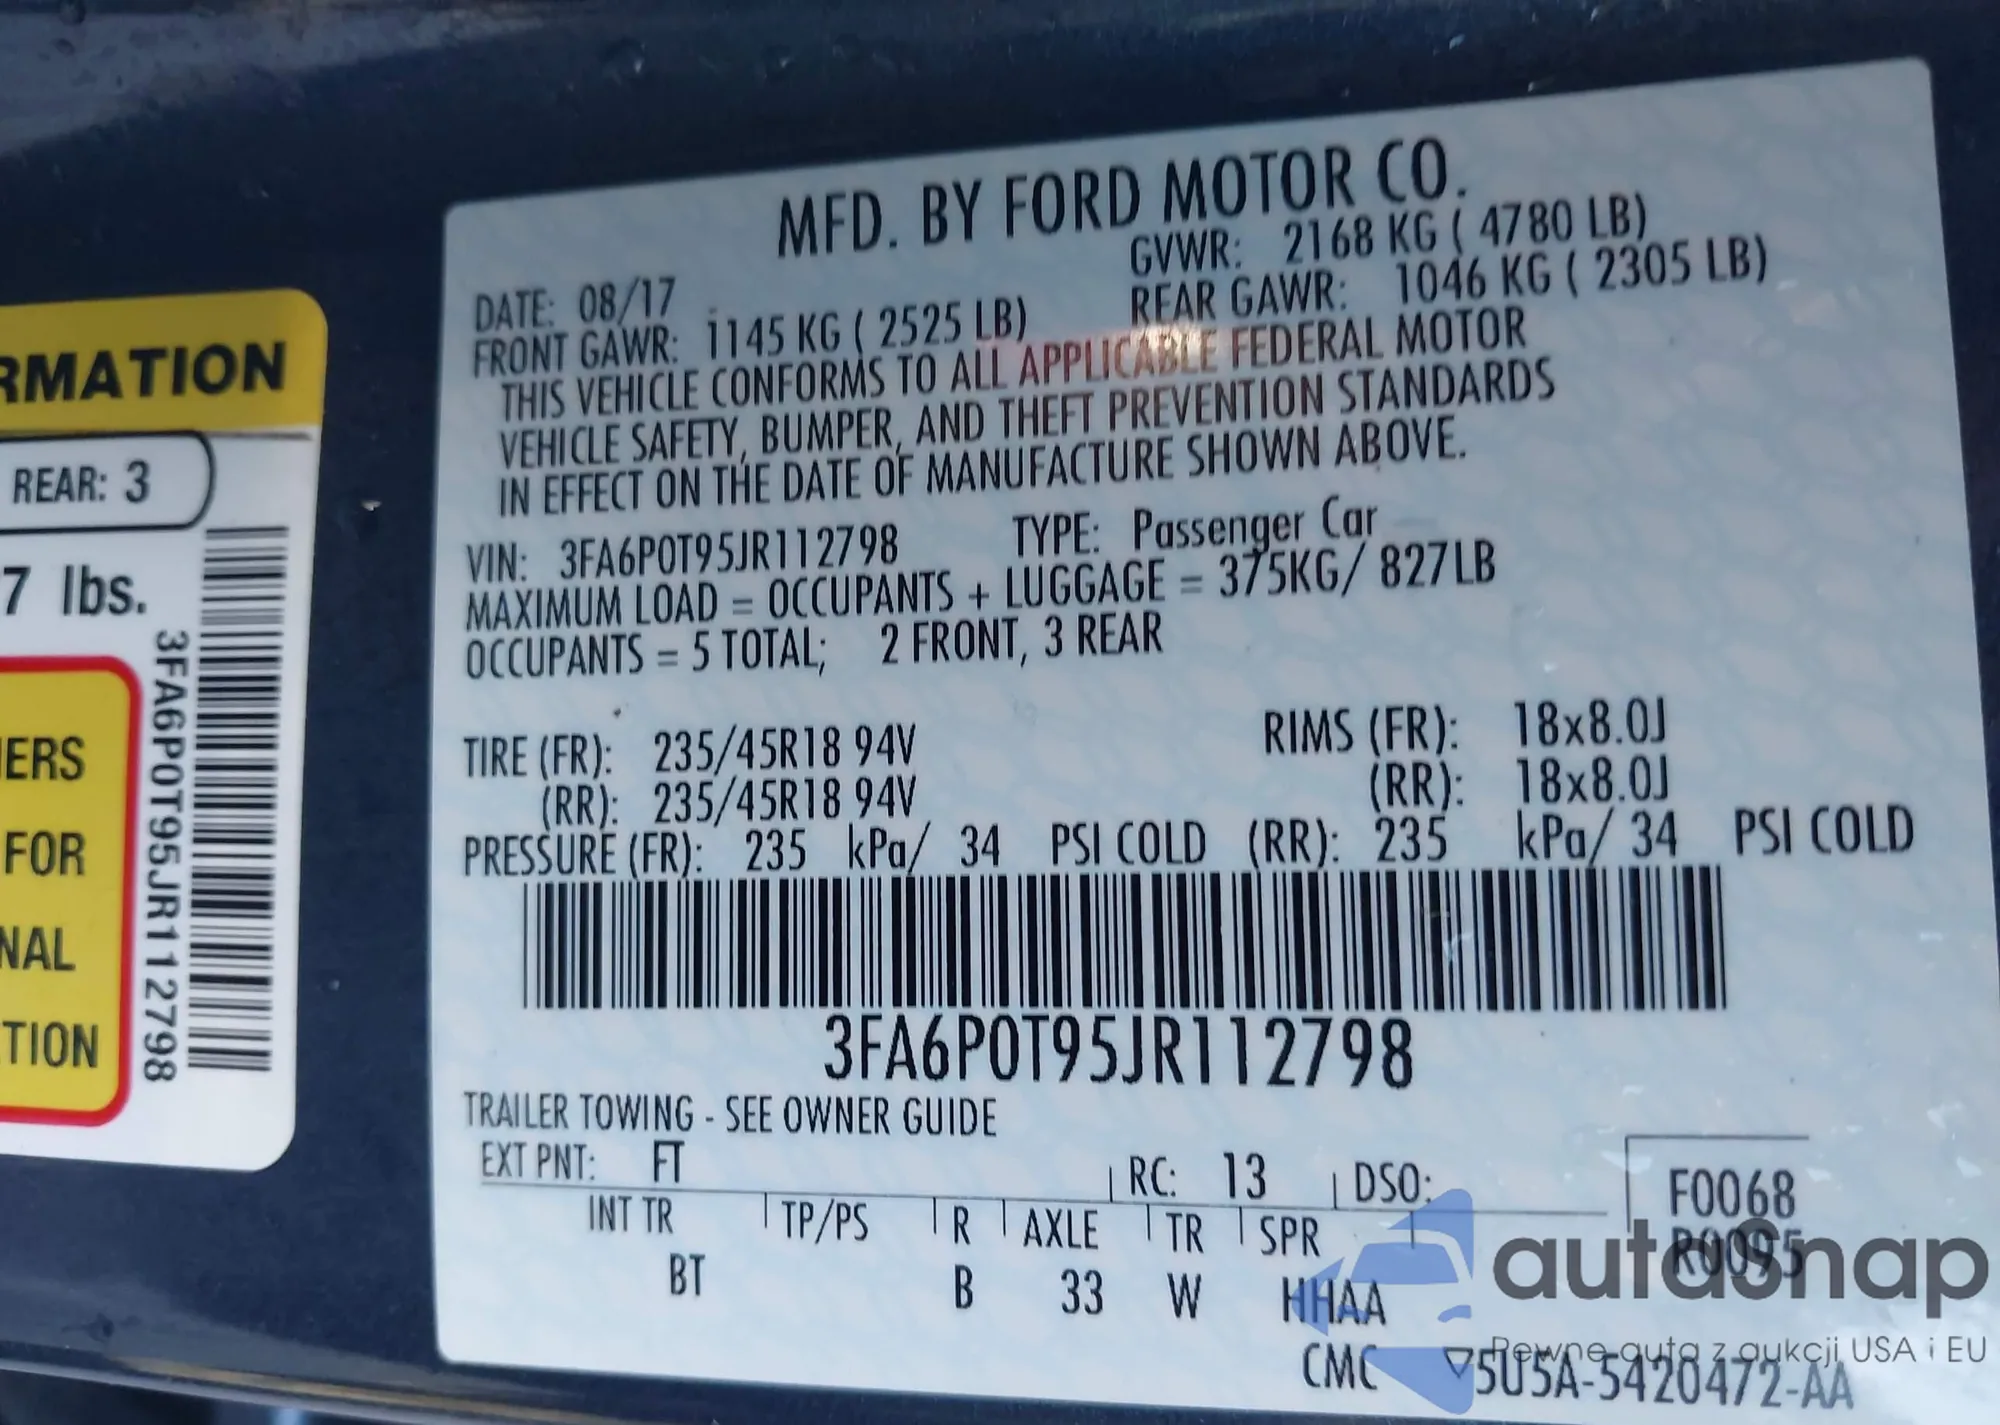 RMATION
REAR: 3
7 lbs.
3FA6P0T95JR112798
IERS
FOR
NAL
TION
MFD. BY FORD MOTOR CO.
DATE: 08/17 GVWR: 2168 KG ( 4780 LB)
FRONT GAWR: 1145 KG ( 2525 LB) REAR GAWR: 1046 KG ( 2305 LB)
THIS VEHICLE CONFORMS TO ALL APPLICABLE FEDERAL MOTOR
VEHICLE SAFETY, BUMPER, AND THEFT PREVENTION STANDARDS
IN EFFECT ON THE DATE OF MANUFACTURE SHOWN ABOVE.
VIN: 3FA6P0T95JR112798 TYPE: Passenger Car
MAXIMUM LOAD = OCCUPANTS + LUGGAGE = 375KG/ 827LB
OCCUPANTS = 5 TOTAL; 2 FRONT, 3 REAR
TIRE (FR): 235/45R18 94V RIMS (FR): 18x8.0J
(RR): 235/45R18 94V (RR): 18x8.0J
PRESSURE (FR): 235 kPa/ 34 PSI COLD (RR): 235 kPa/ 34 PSI COLD
3FA6P0T95JR112798
TRAILER TOWING - SEE OWNER GUIDE
EXT PNT: FT RC: 13 DSO:
F0068
R0095
INT TR TP/PS R AXLE TR SPR
BT B 33 W HHAA
CMC ▽5U5A-5420472-AA
autosnap
Pewne auta z aukcji USA i EU